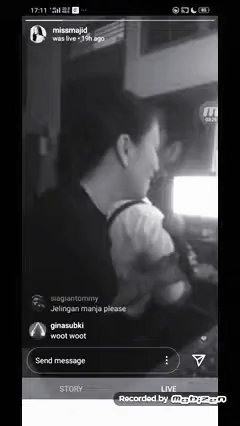 17:11
missmajid
was live • 19h ago
siagiantommy
Jelingan manja please
ginasubki
woot woot
Send message
STORY
LIVE
Recorded by mobizen